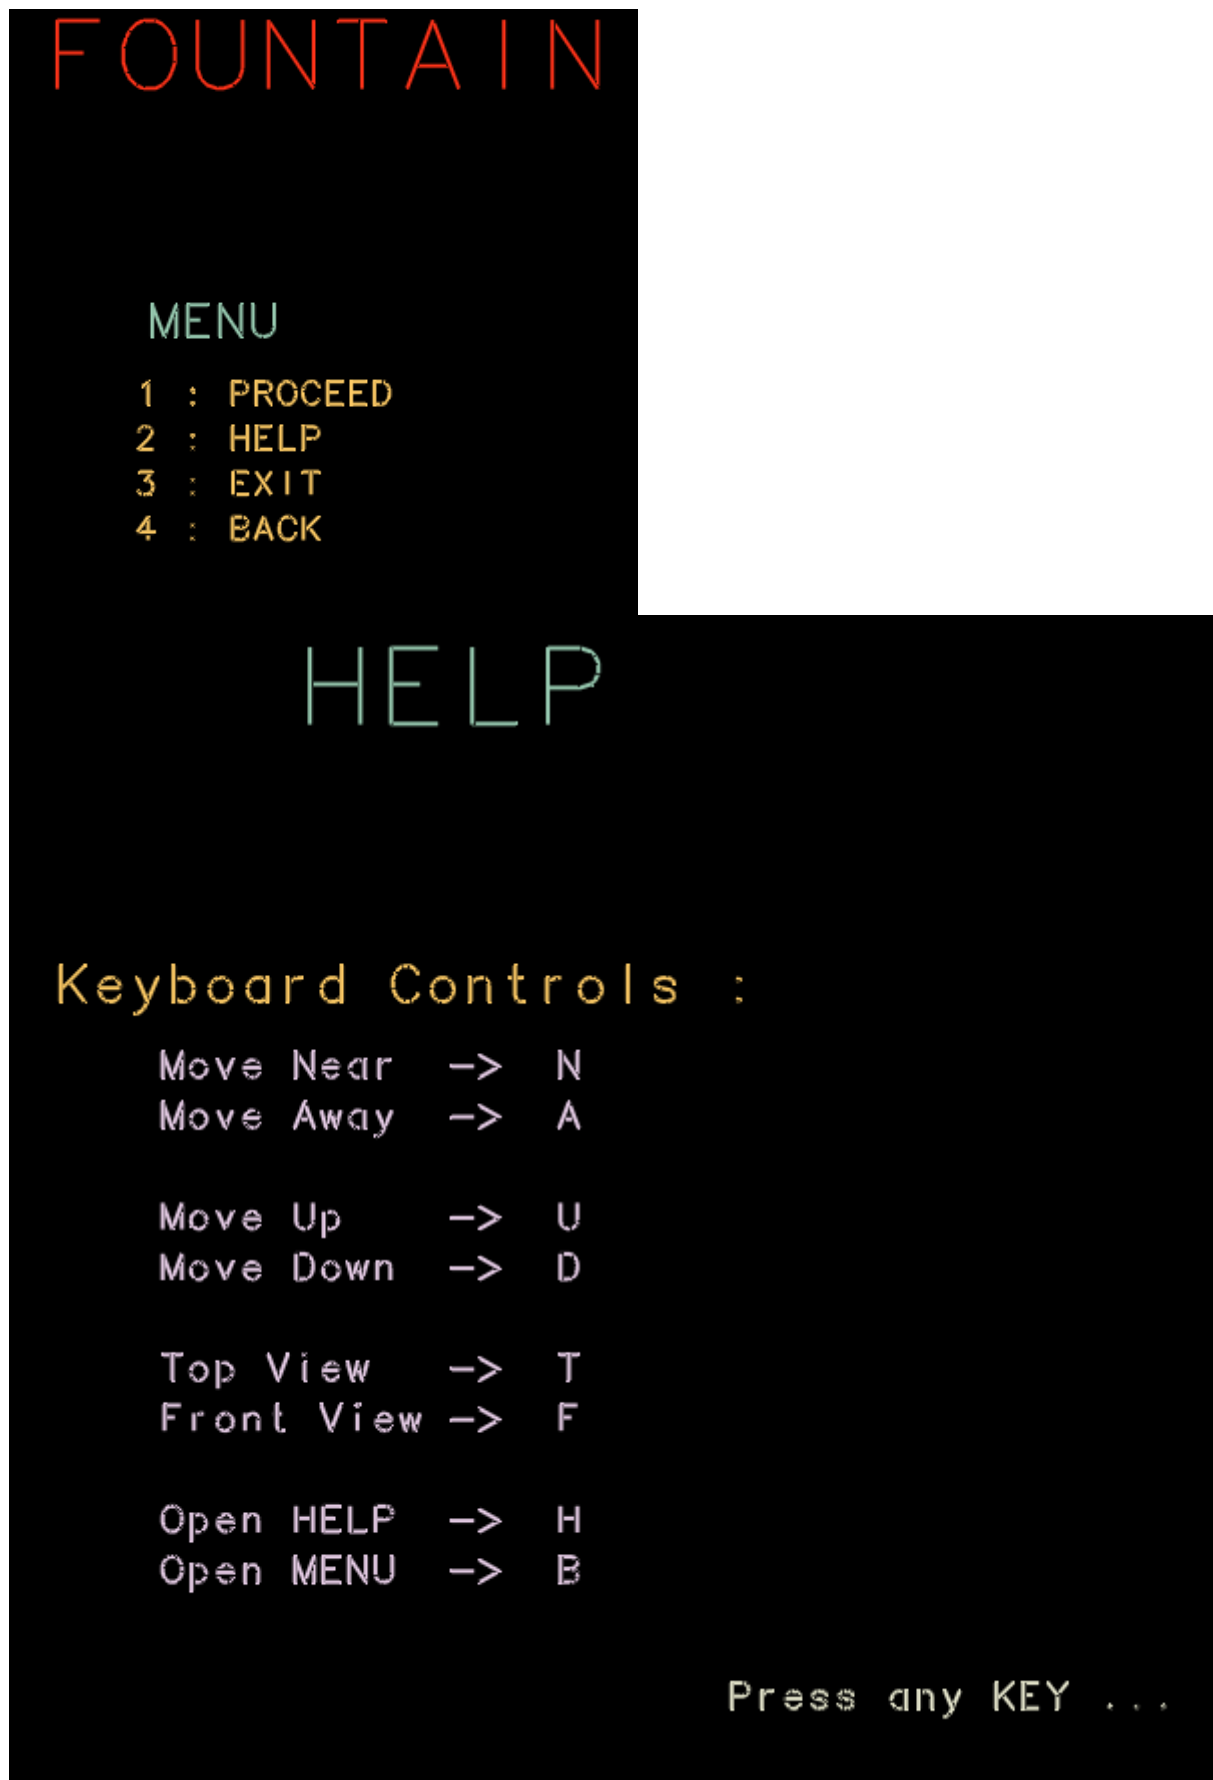 FOUNTAIN
MENU
1 : PROCEED
2 : HELP
3 : EXIT
4 : BACK
HELP
Keyboard Controls :
Move Near -> N
Move Away -> A
Move Up -> U
Move Down -> D
Top View -> T
Front View -> F
Open HELP -> H
Open MENU -> B
Press any KEY ...